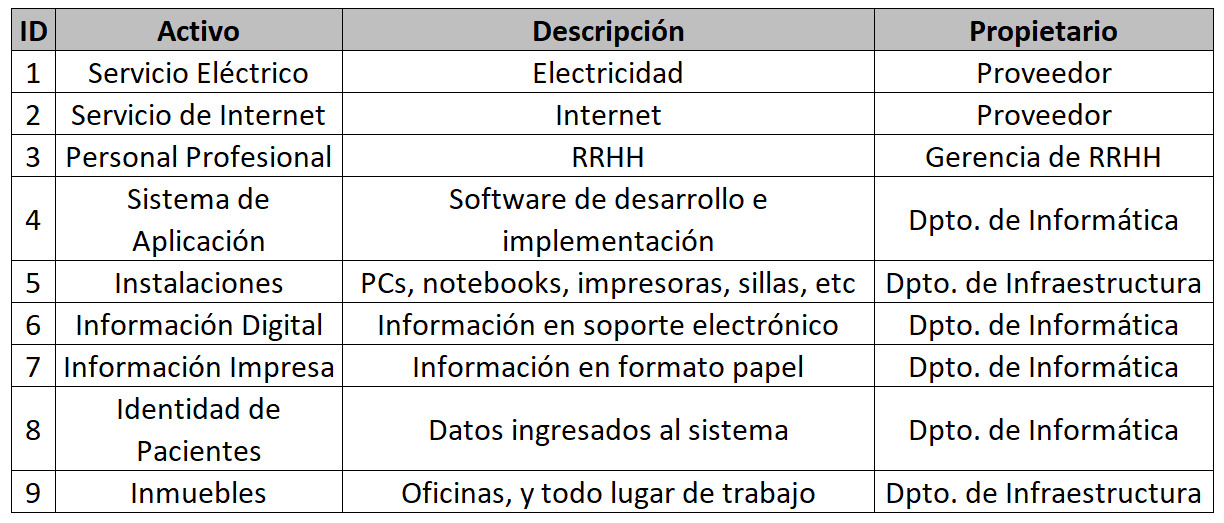 ID Activo Descripción Propietario
1 Servicio Eléctrico Electricidad Proveedor
2 Servicio de Internet Internet Proveedor
3 Personal Profesional RRHH Gerencia de RRHH
4 Sistema de Aplicación Software de desarrollo e implementación Dpto. de Informática
5 Instalaciones PCs, notebooks, impresoras, sillas, etc Dpto. de Infraestructura
6 Información Digital Información en soporte electrónico Dpto. de Informática
7 Información Impresa Información en formato papel Dpto. de Informática
8 Identidad de Pacientes Datos ingresados al sistema Dpto. de Informática
9 Inmuebles Oficinas, y todo lugar de trabajo Dpto. de Infraestructura